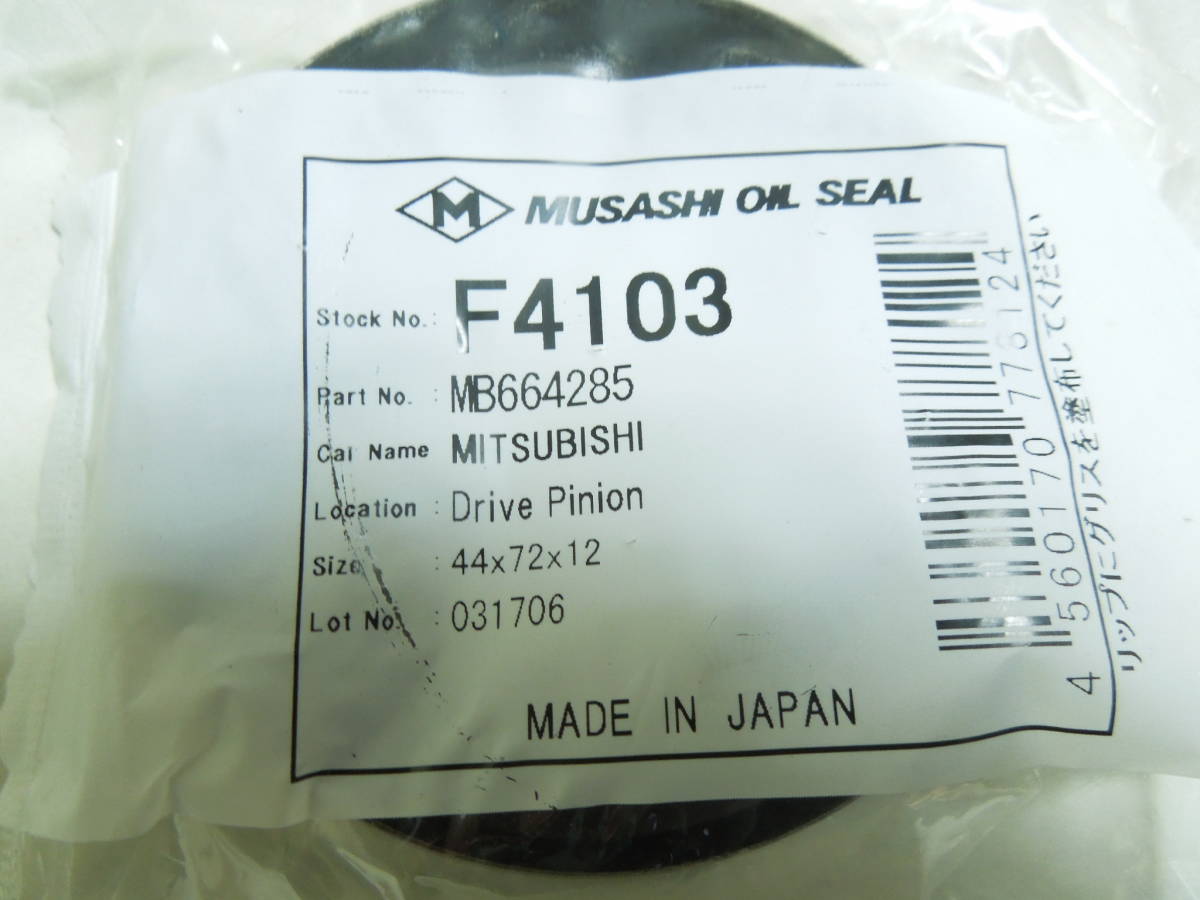 M MUSASHI OIL SEAL
Stock No. : F4103
Part No. : MB664285
Car Name MITSUBISHI
Location : Drive Pinion
Size : 44x72x12
Lot No. : 031706
MADE IN JAPAN
4 560170 776124
リップにグリスを塗布してください